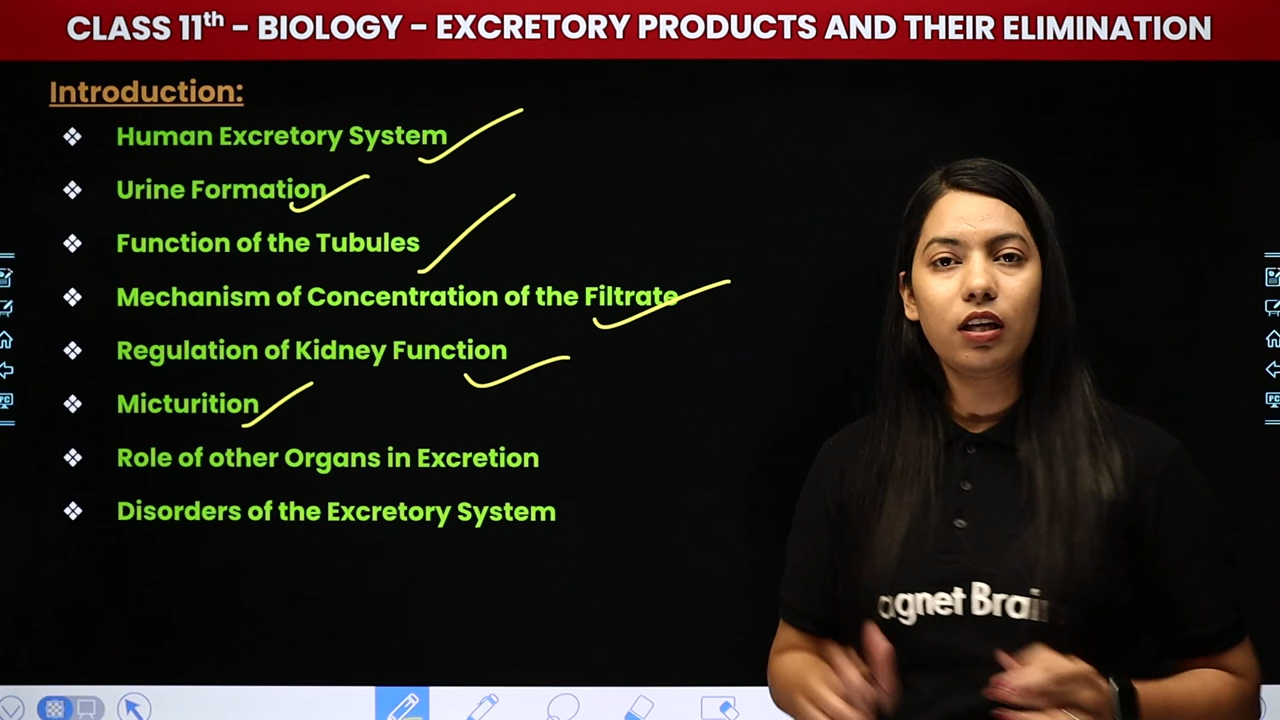 CLASS 11th – BIOLOGY – EXCRETORY PRODUCTS AND THEIR ELIMINATION
Introduction:
❖ Human Excretory System
❖ Urine Formation
❖ Function of the Tubules
❖ Mechanism of Concentration of the Filtrate
❖ Regulation of Kidney Function
❖ Micturition
❖ Role of other Organs in Excretion
❖ Disorders of the Excretory System
agnet Brai